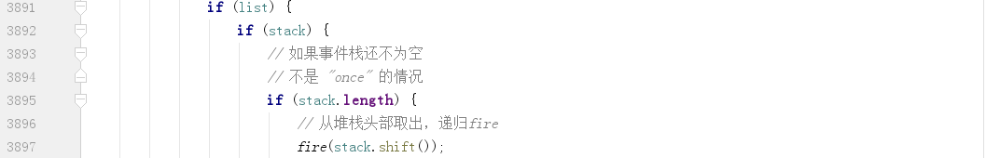 3891 if (list) {
3892 if (stack) {
3893 // 如果事件栈还不为空
3894 // 不是 "once" 的情况
3895 if (stack.length) {
3896 // 从堆栈头部取出，递归fire
3897 fire(stack.shift());